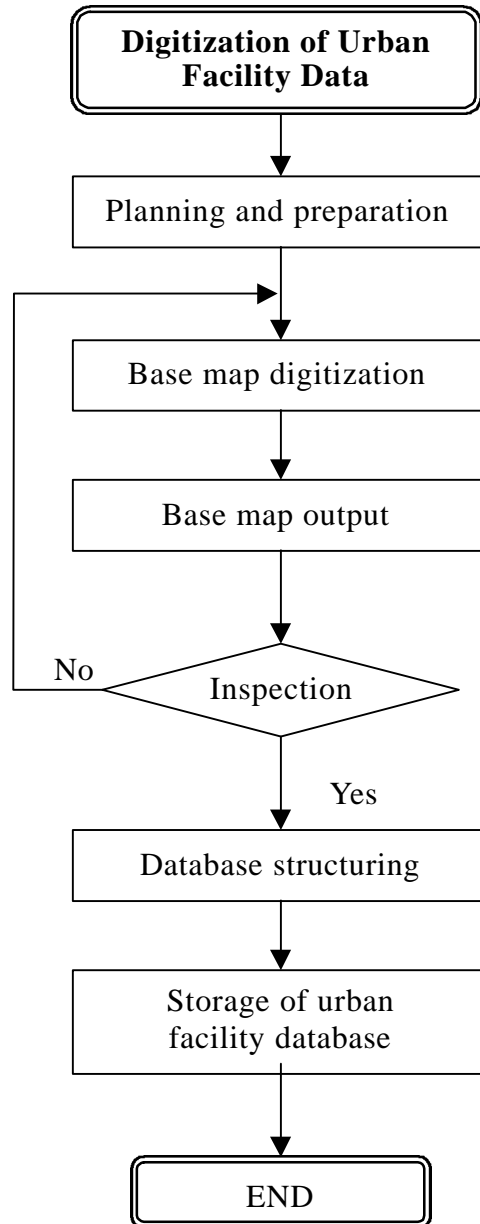 Digitization of Urban
Facility Data
Planning and preparation
Base map digitization
Base map output
No
Inspection
Yes
Database structuring
Storage of urban
facility database
END